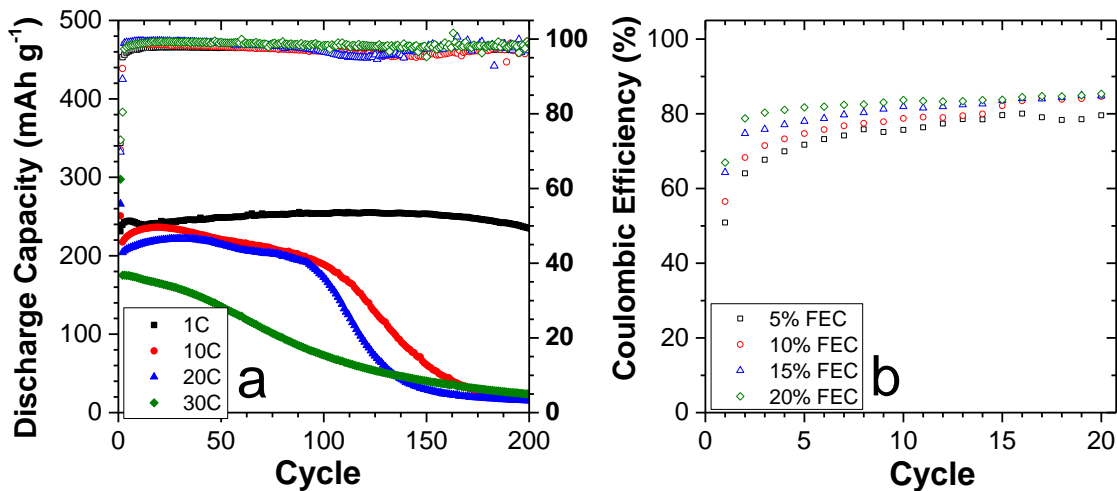 Discharge Capacity (mAh g-1)
500
400
300
200
100
0
100
80
60
40
20
0
1C
10C
20C
30C
a
0 50 100 150 200
Cycle
Coulombic Efficiency (%)
100
80
60
40
20
0
5% FEC
10% FEC
15% FEC
20% FEC
b
0 5 10 15 20
Cycle